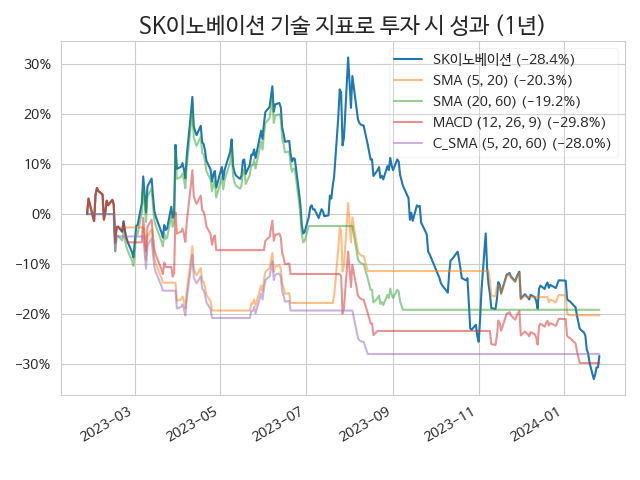 SK이노베이션 기술 지표로 투자 시 성과 (1년)
SK이노베이션 (−28.4%)
SMA (5, 20) (−20.3%)
SMA (20, 60) (−19.2%)
MACD (12, 26, 9) (−29.8%)
C_SMA (5, 20, 60) (−28.0%)
30%
20%
10%
0%
−10%
−20%
−30%
2023−03
2023−05
2023−07
2023−09
2023−11
2024−01